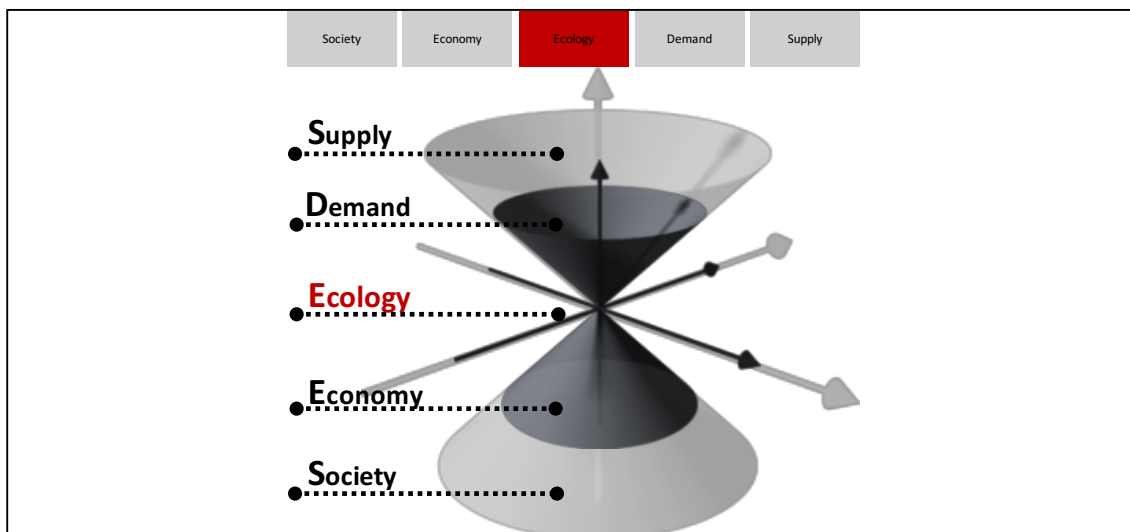 Society Economy Ecology Demand Supply
Supply
Demand
Ecology
Economy
Society